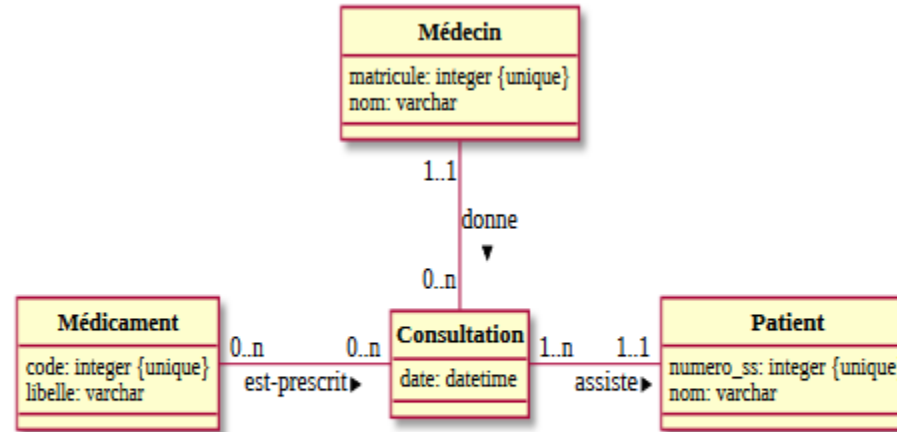 Médecin
matricule: integer {unique}
nom: varchar
1..1
donne
▼
0..n
Médicament
code: integer {unique}
libelle: varchar
0..n
0..n
est-prescrit▶
Consultation
date: datetime
1..n
1..1
assiste▶
Patient
numero_ss: integer {unique
nom: varchar